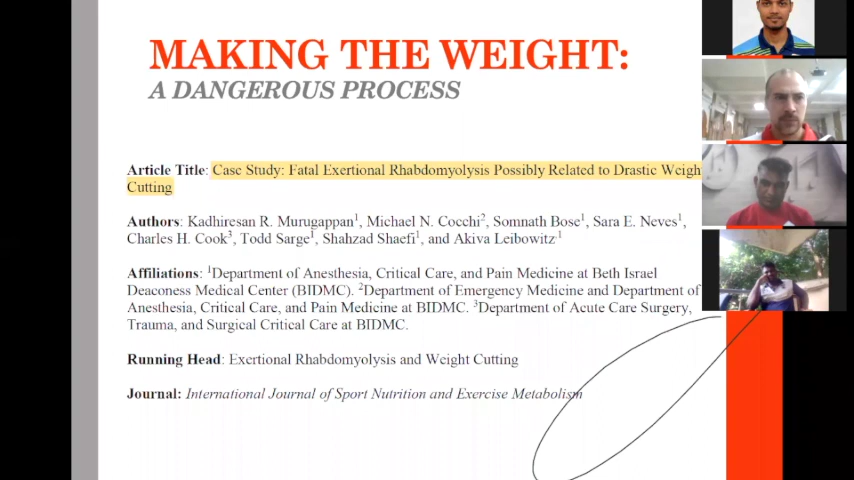 MAKING THE WEIGHT:
A DANGEROUS PROCESS
Article Title: Case Study: Fatal Exertional Rhabdomyolysis Possibly Related to Drastic Weigh
Cutting
Authors: Kadhiresan R. Murugappan¹, Michael N. Cocchi², Somnath Bose¹, Sara E. Neves¹,
Charles H. Cook³, Todd Sarge¹, Shahzad Shaefi¹, and Akiva Leibowitz¹
Affiliations: ¹Department of Anesthesia, Critical Care, and Pain Medicine at Beth Israel
Deaconess Medical Center (BIDMC). ²Department of Emergency Medicine and Department of
Anesthesia, Critical Care, and Pain Medicine at BIDMC. ³Department of Acute Care Surgery,
Trauma, and Surgical Critical Care at BIDMC.
Running Head: Exertional Rhabdomyolysis and Weight Cutting
Journal: International Journal of Sport Nutrition and Exercise Metabolism